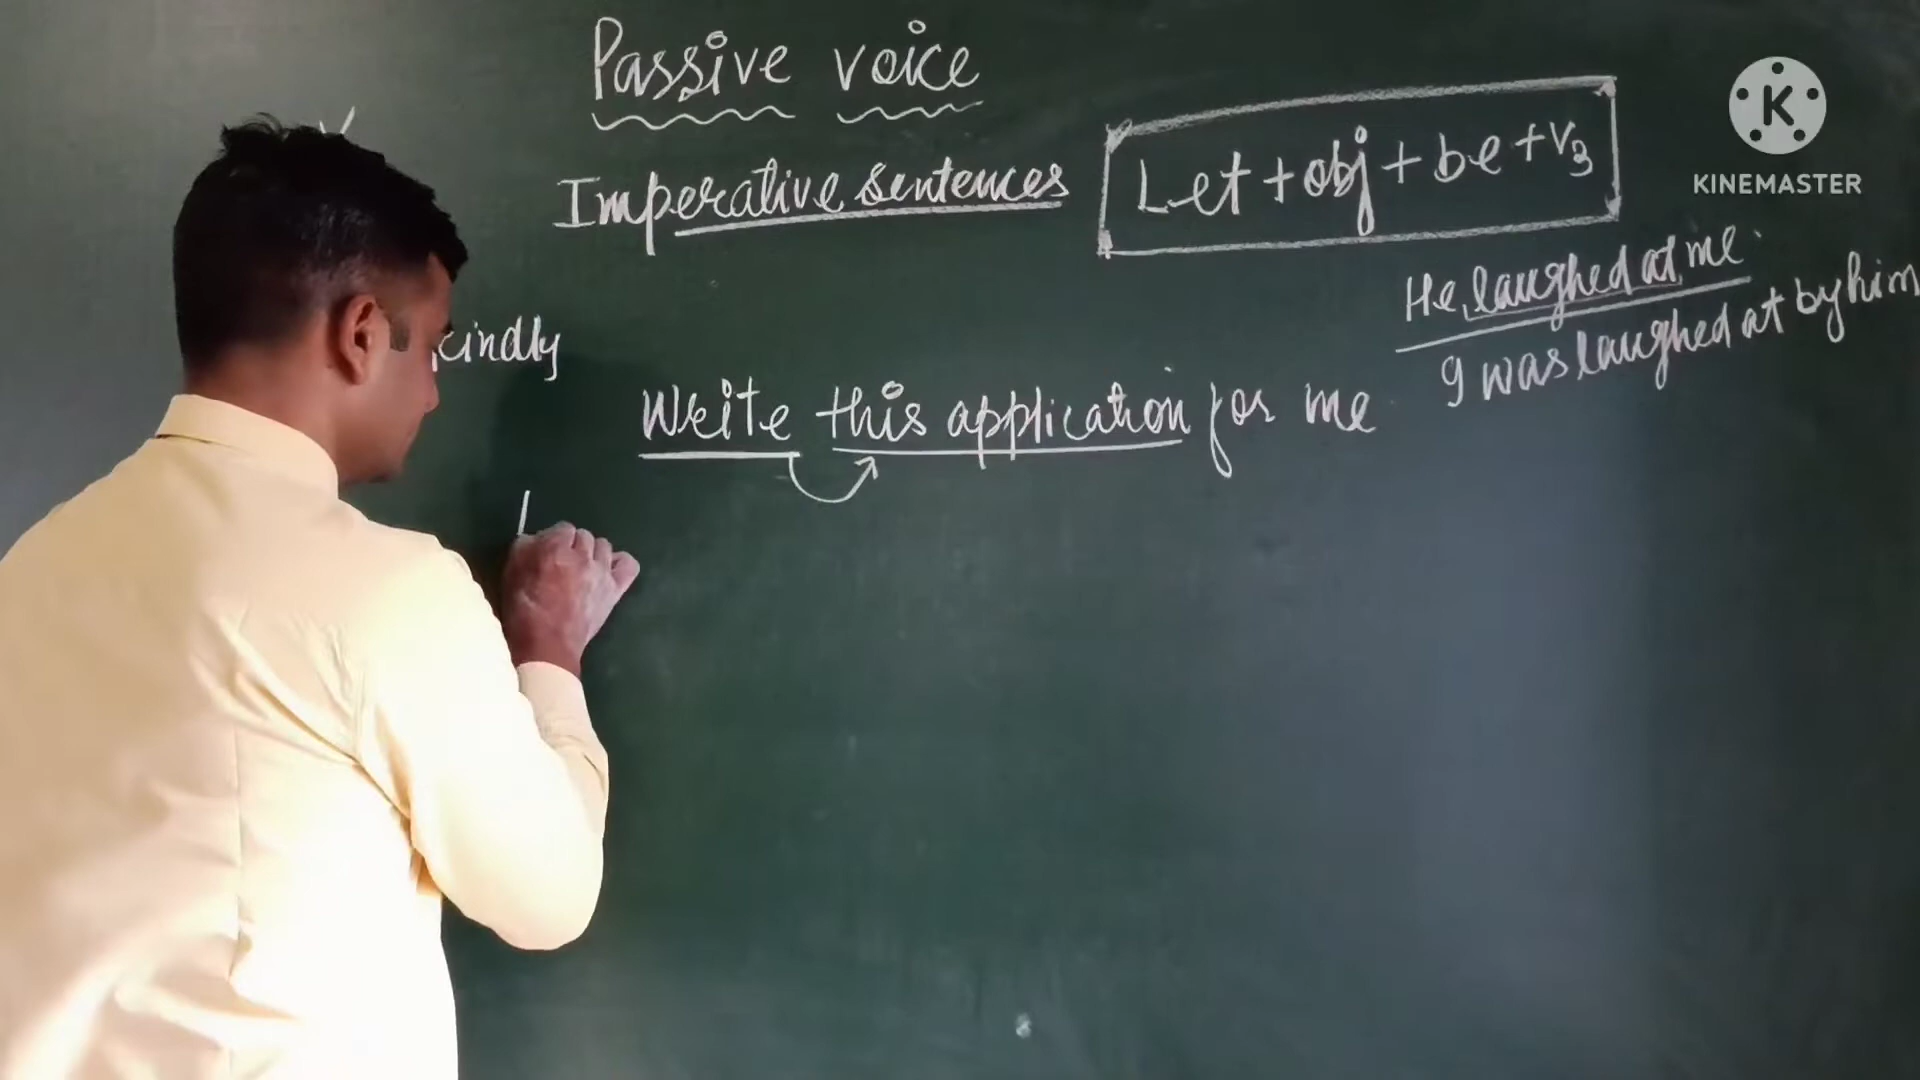 Passive voice
Imperative sentences
Let + obj + be + V3
KINEMASTER
He laughed at me.
I was laughed at by him
kindly
Write this application for me.